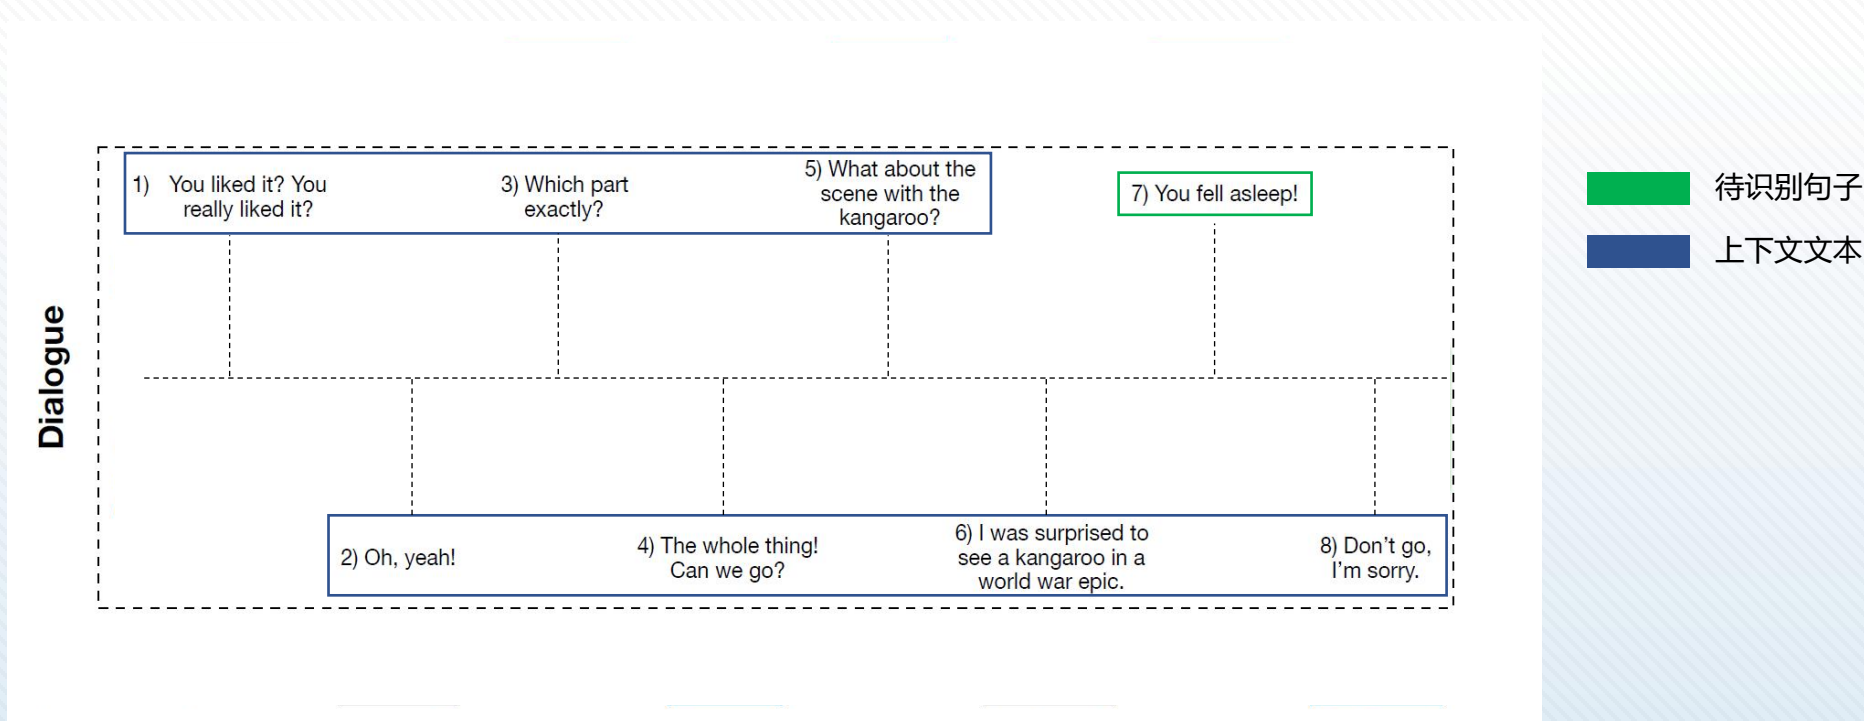 Dialogue
1) You liked it? You
really liked it?
2) Oh, yeah!
3) Which part
exactly?
4) The whole thing!
Can we go?
5) What about the
scene with the
kangaroo?
6) I was surprised to
see a kangaroo in a
world war epic.
7) You fell asleep!
8) Don't go,
I'm sorry.
待识别句子
上下文文本